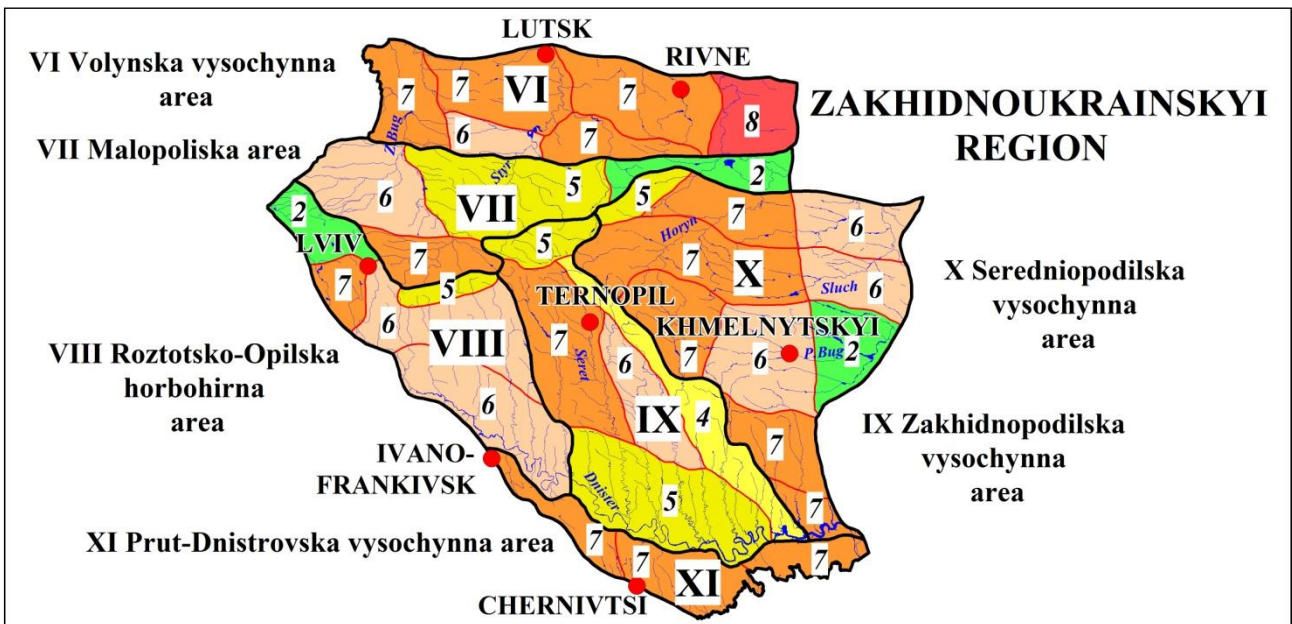 LUTSK
RIVNE
VI Volynska vysochynna
area
ZAKHIDNOUKRAINSKYI
REGION
7
7
VI
7
8
Z.Bug
6
7
VII Malopoliska area
Styr
2
5
5
6
VII
7
6
2
LVIV
Horyn
5
7
7
X
7
5
Sluch
6
X Seredniopodilska
vysochynna
area
TERNOPIL
KHMELNYTSKYI
6
VIII
7
Seret
6
7
6
P.Bug
2
VIII Roztotsko-Opilska
horbohirna
area
6
IX
4
7
IX Zakhidnopodilska
vysochynna
area
IVANO-
FRANKIVSK
Dnister
5
7
XI Prut-Dnistrovska vysochynna area
7
7
XI
7
CHERNIVTSI